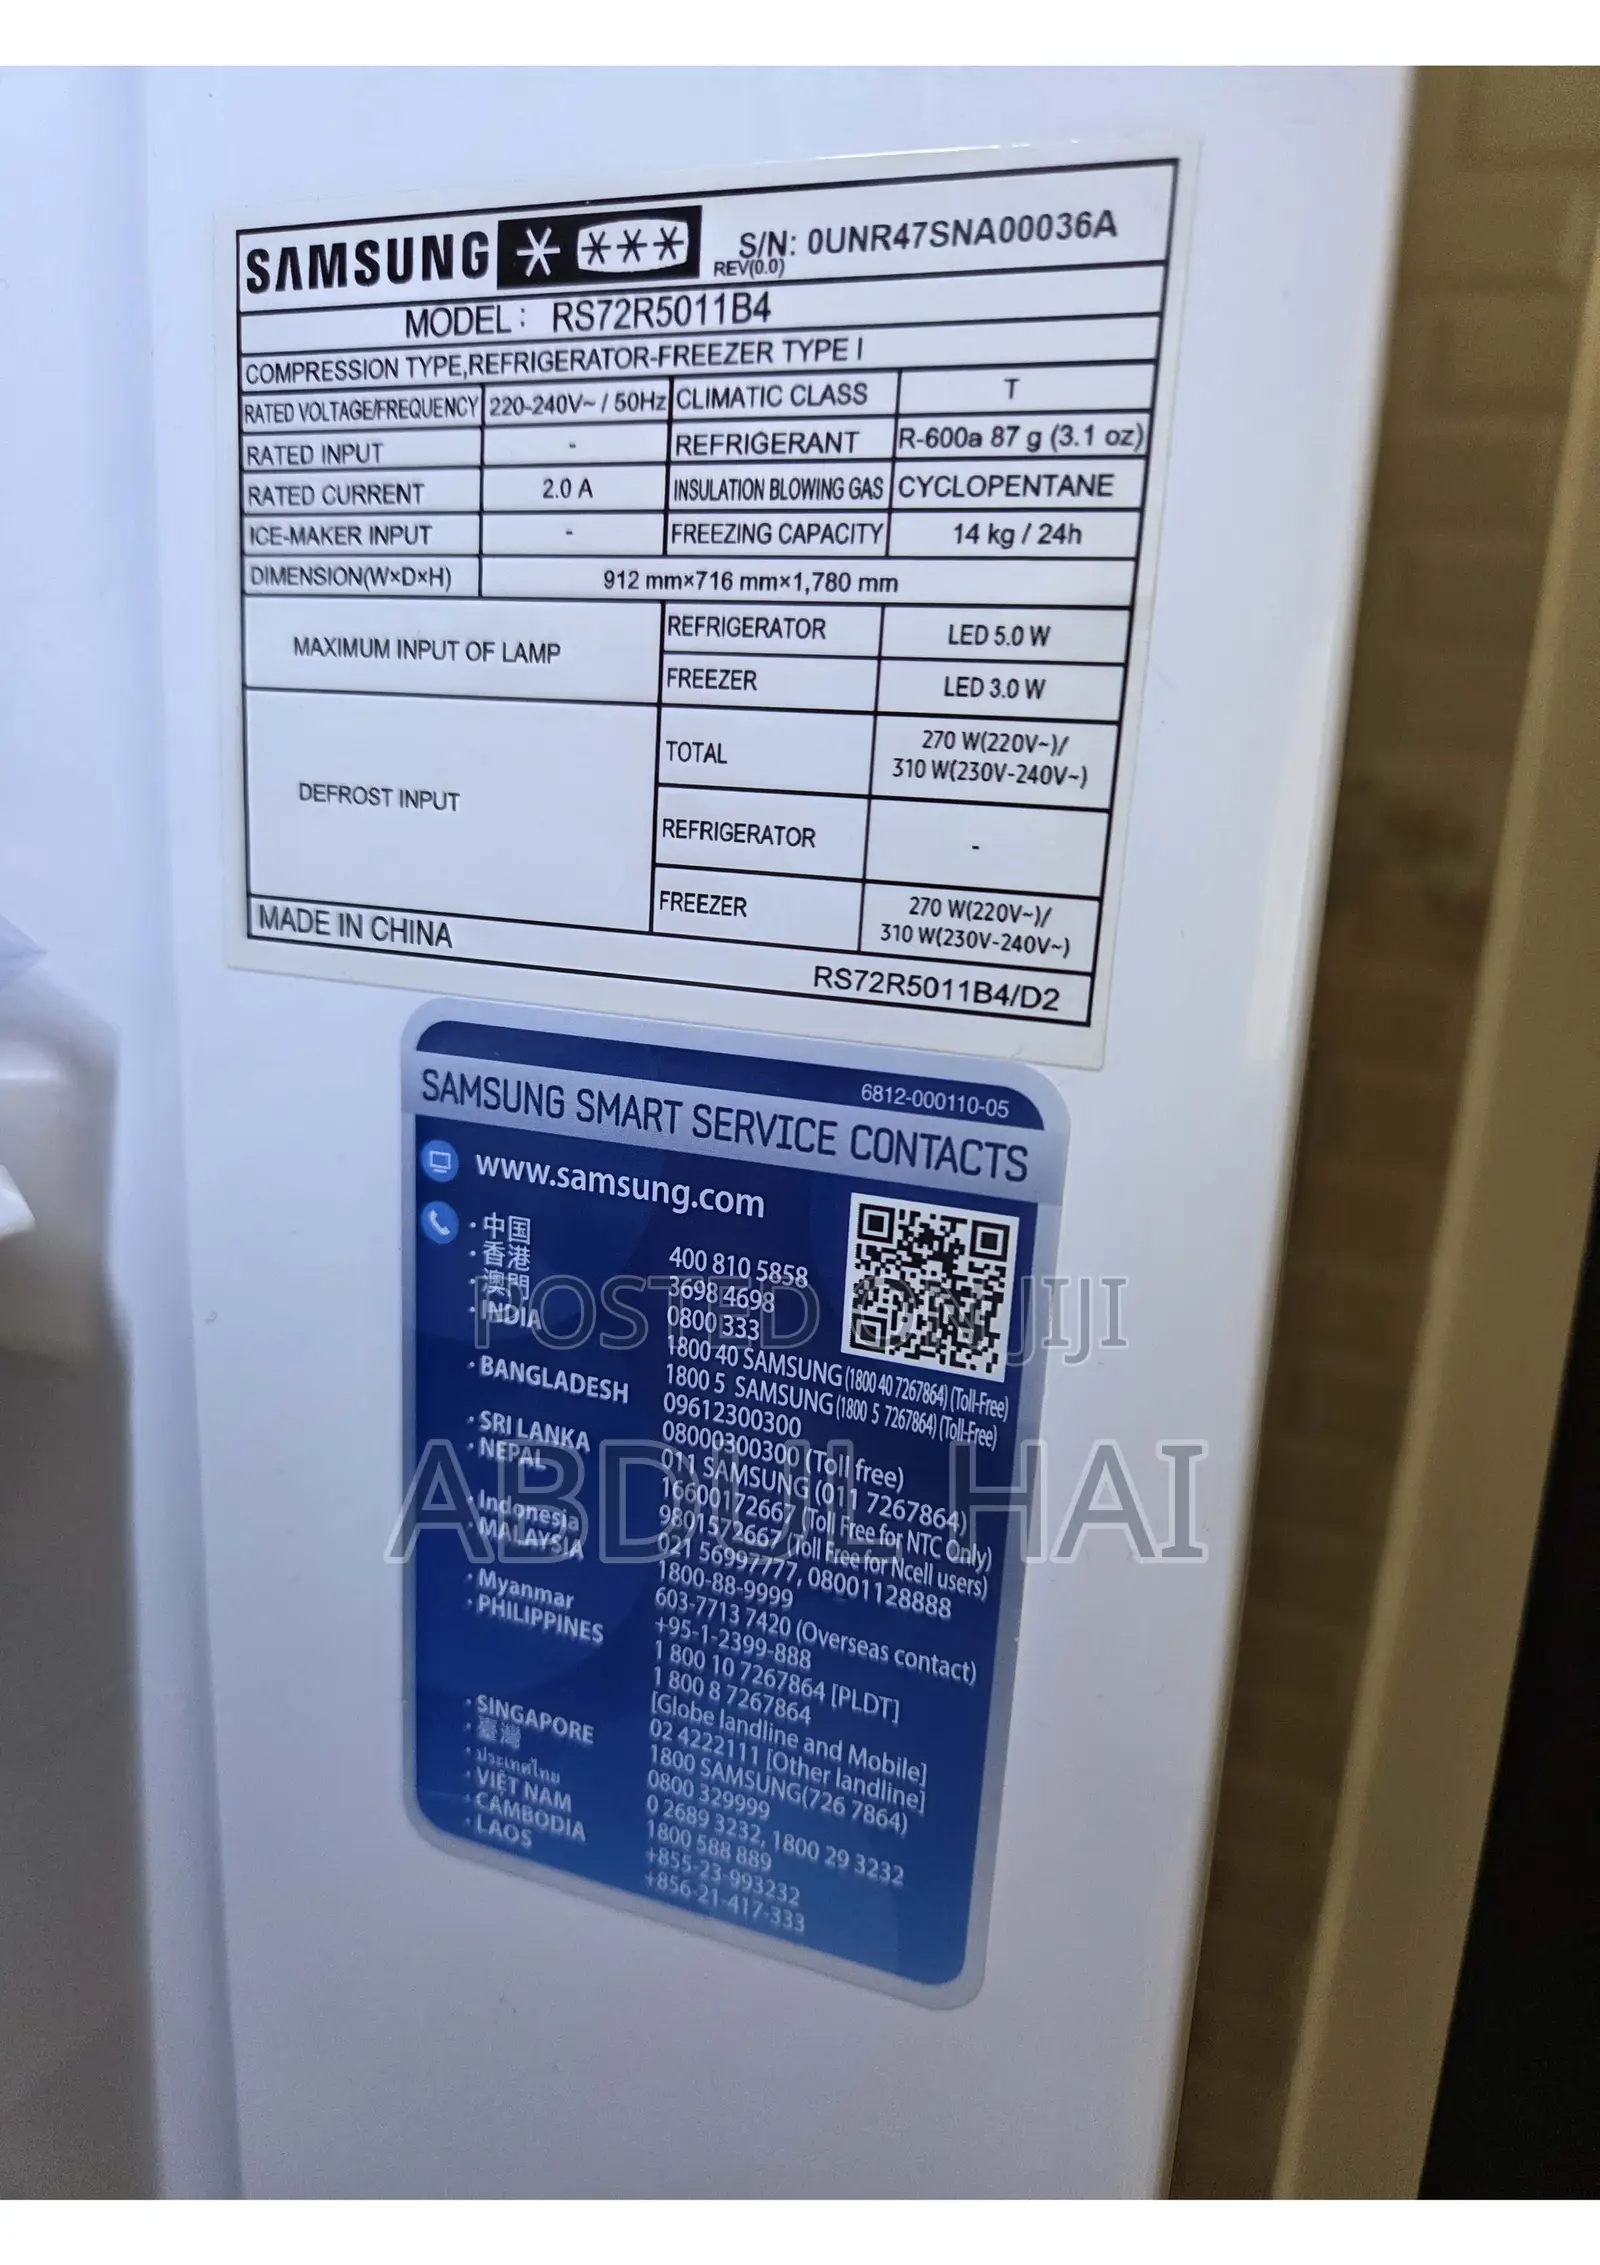 SAMSUNG S/N: 0UNR47SNA00036A
REV(0.0)
MODEL : RS72R5011B4
COMPRESSION TYPE,REFRIGERATOR-FREEZER TYPE I
RATED VOLTAGE/FREQUENCY 220-240V~ / 50Hz CLIMATIC CLASS T
RATED INPUT - REFRIGERANT R-600a 87 g (3.1 oz)
RATED CURRENT 2.0 A INSULATION BLOWING GAS CYCLOPENTANE
ICE-MAKER INPUT - FREEZING CAPACITY 14 kg / 24h
DIMENSION(W×D×H) 912 mm×716 mm×1,780 mm
MAXIMUM INPUT OF LAMP REFRIGERATOR LED 5.0 W
FREEZER LED 3.0 W
DEFROST INPUT TOTAL 270 W(220V~)/
310 W(230V-240V~)
REFRIGERATOR -
FREEZER 270 W(220V~)/
310 W(230V-240V~)
MADE IN CHINA
RS72R5011B4/D2
6812-000110-05
SAMSUNG SMART SERVICE CONTACTS
www.samsung.com
· 中国 400 810 5858
· 香港 3698 4698
· 澳門 0800 333
· INDIA 1800 40 SAMSUNG (1800 40 7267864) (Toll-Free)
1800 5 SAMSUNG (1800 5 7267864) (Toll-Free)
· BANGLADESH 09612300300
08000300300 (Toll free)
· SRI LANKA 011 SAMSUNG (011 7267864)
· NEPAL 16600172667 (Toll Free for NTC Only)
9801572667 (Toll Free for Ncell users)
· Indonesia 021 56997777, 08001128888
· MALAYSIA 1800-88-9999
603-7713 7420 (Overseas contact)
· Myanmar +95-1-2399-888
· PHILIPPINES 1 800 10 7267864 [PLDT]
1 800 8 7267864
[Globe landline and Mobile]
02 4222111 [Other landline]
· SINGAPORE 1800 SAMSUNG(726 7864)
· 臺灣 0800 329999
· ประเทศไทย 0 2689 3232, 1800 29 3232
· VIỆT NAM 1800 588 889
· CAMBODIA +855-23-993232
· LAOS +856-21-417-333
POSTED ON JIJI
ABDUL HAI